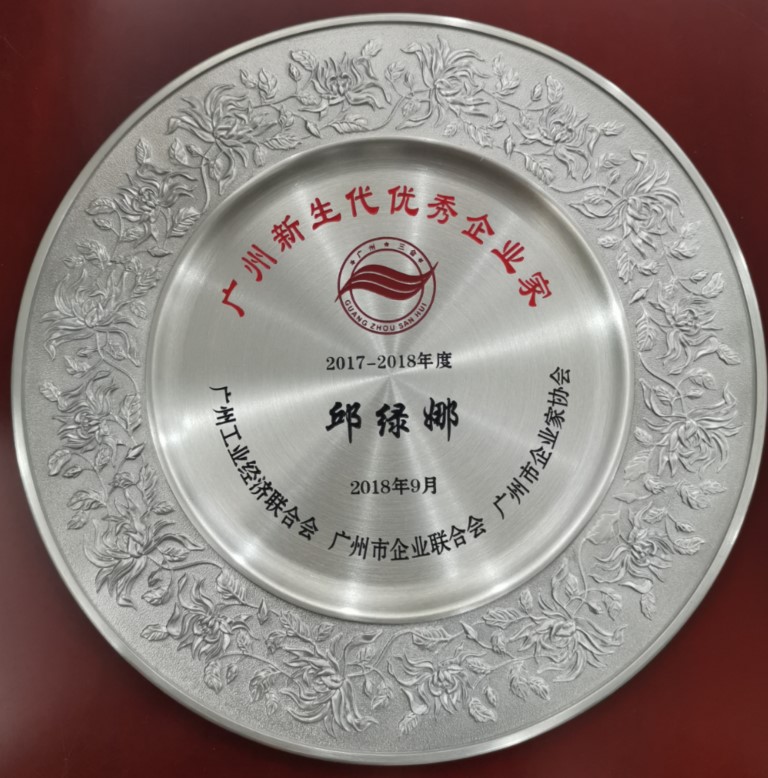 广州新生代优秀企业家
广州★三会
GUANG ZHOU SAN HUI
2017-2018年度
邱绿娜
2018年9月
广州工业经济联合会 广州市企业联合会 广州市企业家协会